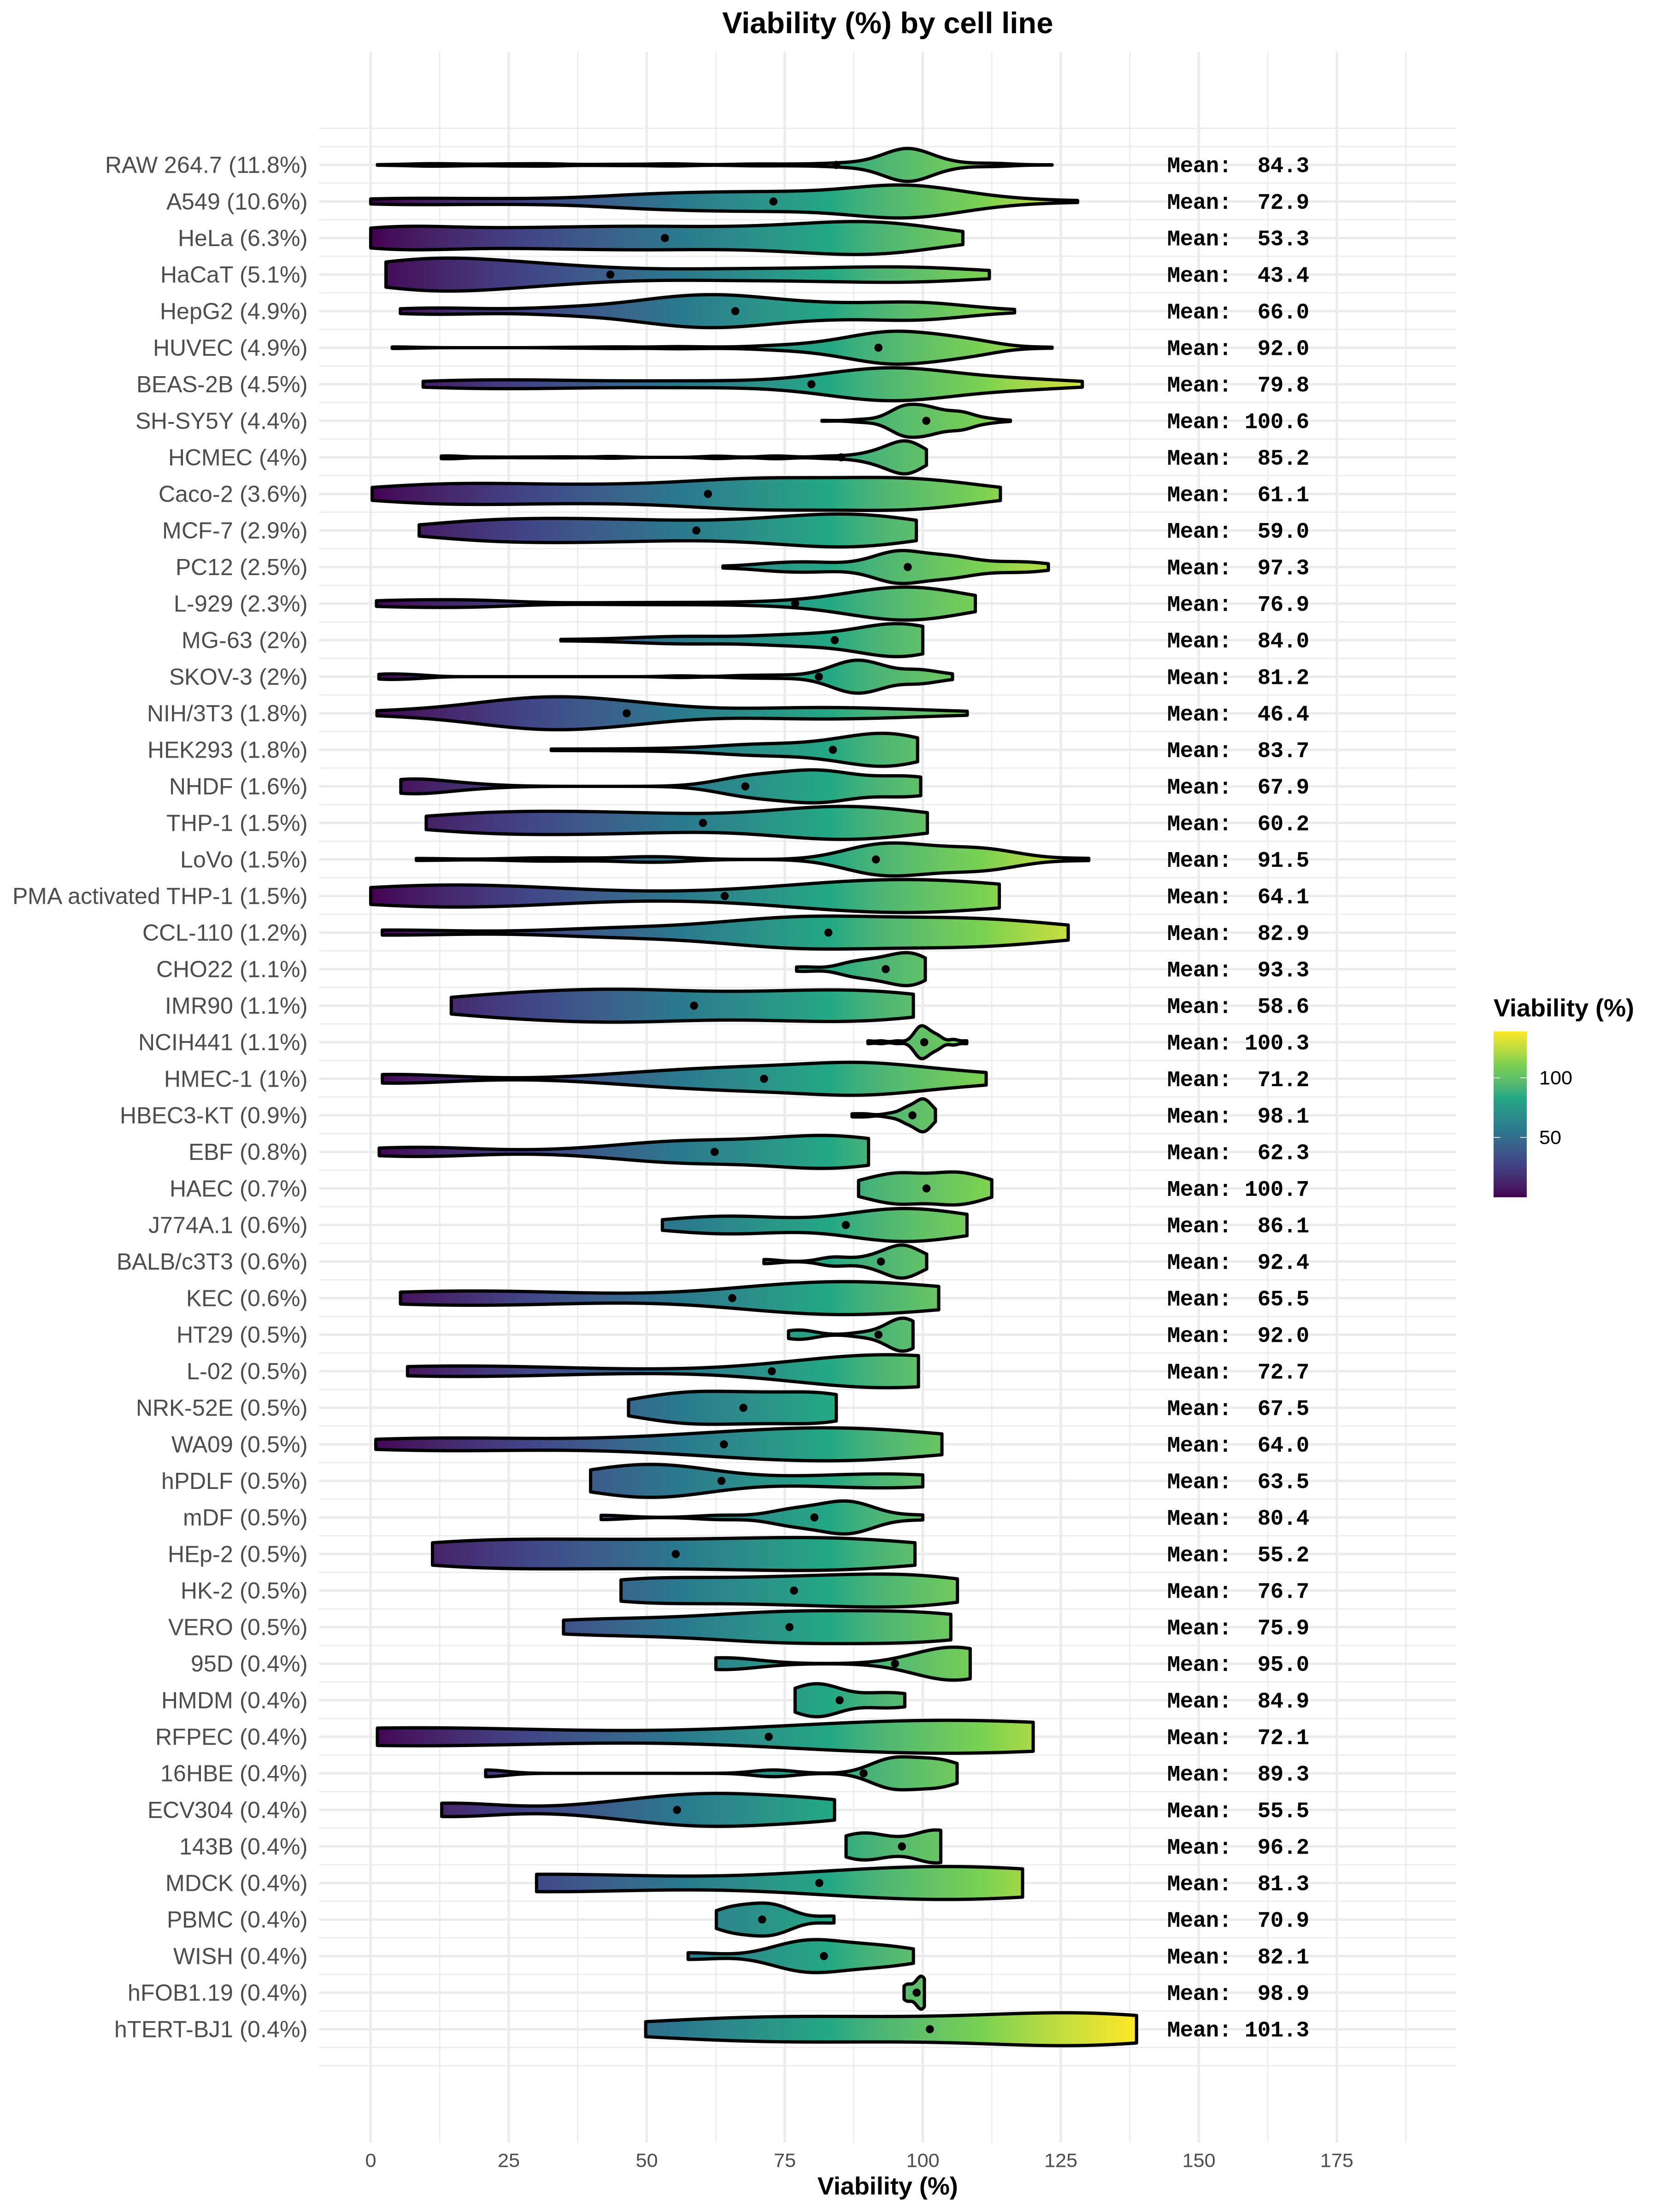 Viability (%) by cell line
RAW 264.7 (11.8%) Mean: 84.3
A549 (10.6%) Mean: 72.9
HeLa (6.3%) Mean: 53.3
HaCaT (5.1%) Mean: 43.4
HepG2 (4.9%) Mean: 66.0
HUVEC (4.9%) Mean: 92.0
BEAS-2B (4.5%) Mean: 79.8
SH-SY5Y (4.4%) Mean: 100.6
HCMEC (4%) Mean: 85.2
Caco-2 (3.6%) Mean: 61.1
MCF-7 (2.9%) Mean: 59.0
PC12 (2.5%) Mean: 97.3
L-929 (2.3%) Mean: 76.9
MG-63 (2%) Mean: 84.0
SKOV-3 (2%) Mean: 81.2
NIH/3T3 (1.8%) Mean: 46.4
HEK293 (1.8%) Mean: 83.7
NHDF (1.6%) Mean: 67.9
THP-1 (1.5%) Mean: 60.2
LoVo (1.5%) Mean: 91.5
PMA activated THP-1 (1.5%) Mean: 64.1
CCL-110 (1.2%) Mean: 82.9
CHO22 (1.1%) Mean: 93.3
IMR90 (1.1%) Mean: 58.6
NCIH441 (1.1%) Mean: 100.3
HMEC-1 (1%) Mean: 71.2
HBEC3-KT (0.9%) Mean: 98.1
EBF (0.8%) Mean: 62.3
HAEC (0.7%) Mean: 100.7
J774A.1 (0.6%) Mean: 86.1
BALB/c3T3 (0.6%) Mean: 92.4
KEC (0.6%) Mean: 65.5
HT29 (0.5%) Mean: 92.0
L-02 (0.5%) Mean: 72.7
NRK-52E (0.5%) Mean: 67.5
WA09 (0.5%) Mean: 64.0
hPDLF (0.5%) Mean: 63.5
mDF (0.5%) Mean: 80.4
HEp-2 (0.5%) Mean: 55.2
HK-2 (0.5%) Mean: 76.7
VERO (0.5%) Mean: 75.9
95D (0.4%) Mean: 95.0
HMDM (0.4%) Mean: 84.9
RFPEC (0.4%) Mean: 72.1
16HBE (0.4%) Mean: 89.3
ECV304 (0.4%) Mean: 55.5
143B (0.4%) Mean: 96.2
MDCK (0.4%) Mean: 81.3
PBMC (0.4%) Mean: 70.9
WISH (0.4%) Mean: 82.1
hFOB1.19 (0.4%) Mean: 98.9
hTERT-BJ1 (0.4%) Mean: 101.3
0 25 50 75 100 125 150 175
Viability (%)
Viability (%)
100
50